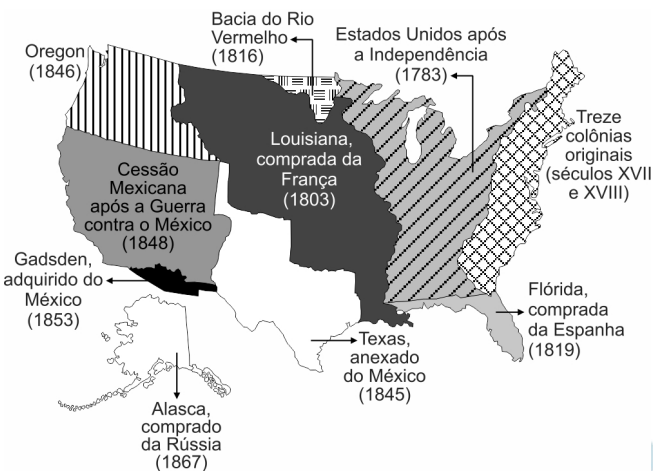 Bacia do Rio
Vermelho
(1816)
Estados Unidos após
a Independência
(1783)
Oregon
(1846)
Treze
colônias
originais
(séculos XVII
e XVIII)
Louisiana,
comprada da
França
(1803)
Cessão
Mexicana
após a Guerra
contra o México
(1848)
Gadsden,
adquirido do
México
(1853)
Flórida,
comprada
da Espanha
(1819)
Texas,
anexado
do México
(1845)
Alasca,
comprado
da Rússia
(1867)